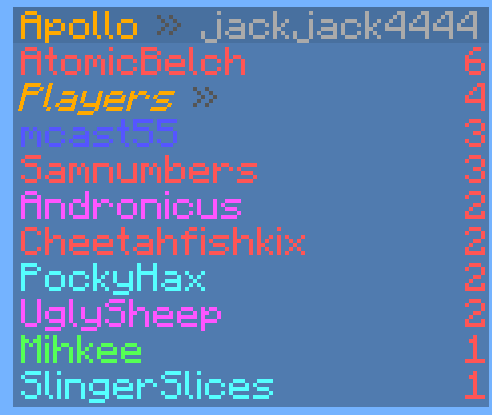 Apollo » jackjack4444
AtomicBelch 6
Players » 4
mcast55 3
Samnumbers 3
Andronicus 2
Cheetahfishkix 2
PockyHax 2
UglySheep 2
Mihkee 1
SlingerSlices 1